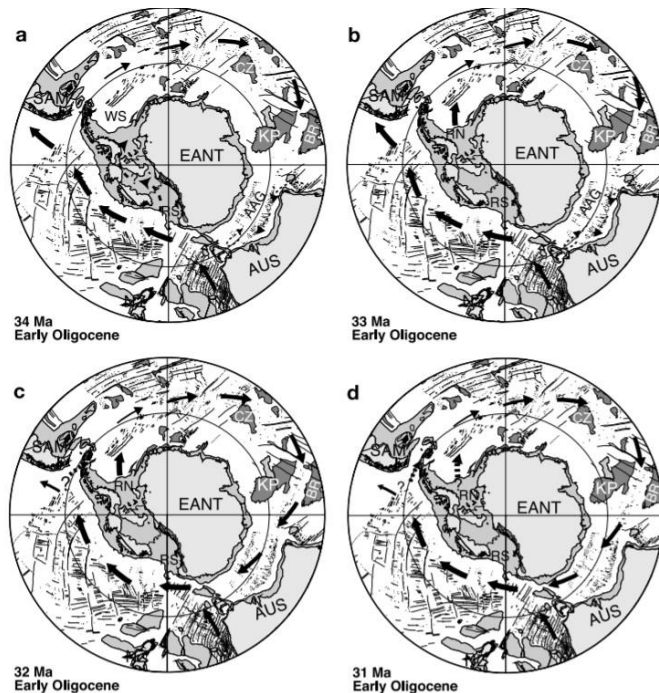 a
SAM
WS
CZ
KP
BR
EANT
RS
AAG
AUS
34 Ma
Early Oligocene
b
SAM
RN
CZ
KP
BR
EANT
RS
AAG
AUS
33 Ma
Early Oligocene
c
SAM
?
RN
CZ
KP
BR
EANT
RS
AUS
32 Ma
Early Oligocene
d
SAM
?
RN
CZ
KP
BR
EANT
RS
AUS
31 Ma
Early Oligocene